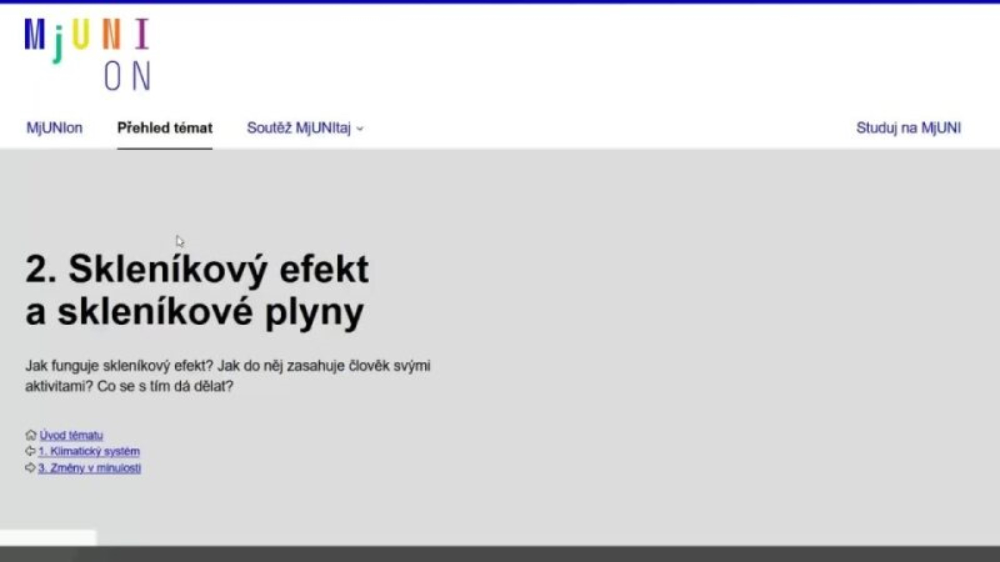 MjUNI
ON
MjUNIon
Přehled témat
Soutěž MjUNItaj
Studuj na MjUNI
2. Skleníkový efekt
a skleníkové plyny
Jak funguje skleníkový efekt? Jak do něj zasahuje člověk svými
aktivitami? Co se s tím dá dělat?
Úvod tématu
1. Klimatický systém
3. Změny v minulosti